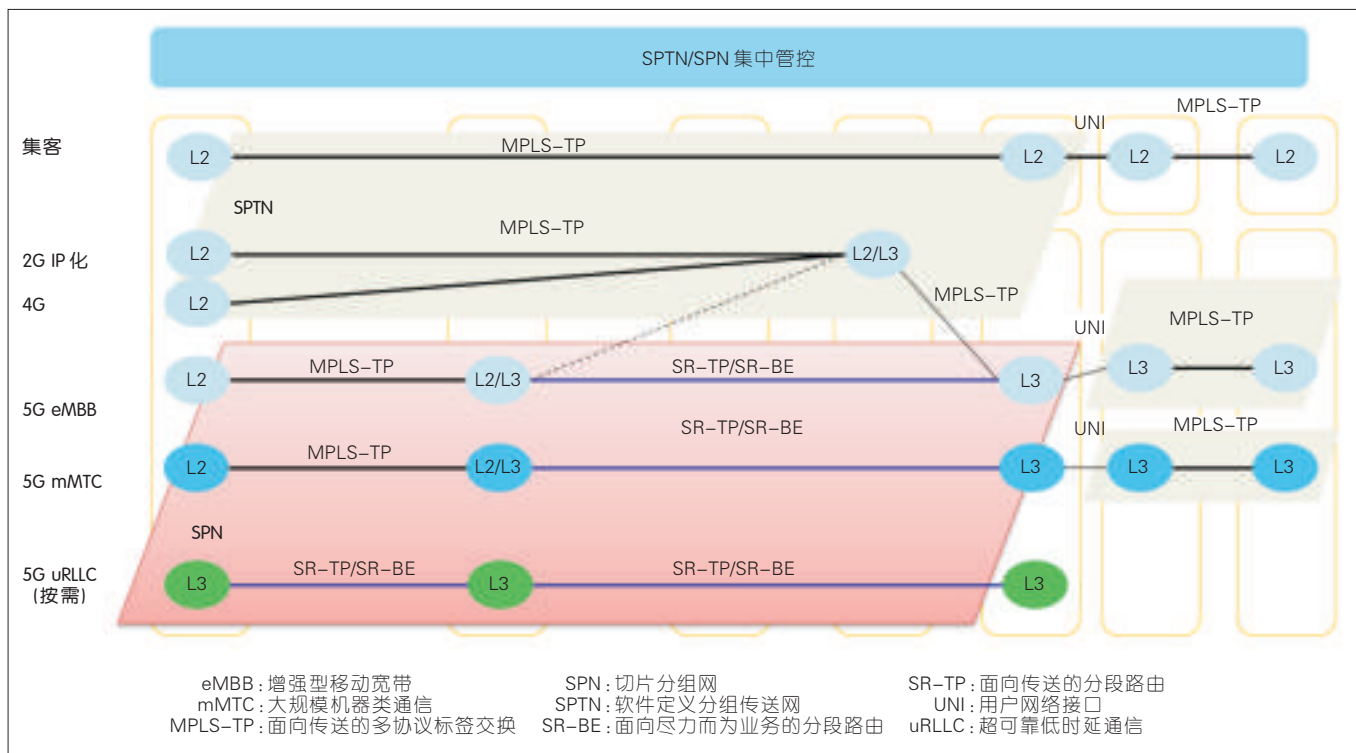 SPTN/SPN 集中管控
MPLS-TP
UNI
集客
L2
MPLS-TP
L2
L2
L2
SPTN
MPLS-TP
2G IP 化
L2
L2/L3
4G
L2
MPLS-TP
UNI
MPLS-TP
5G eMBB
L2
MPLS-TP
L2/L3
SR-TP/SR-BE
L3
L3
L3
SR-TP/SR-BE
UNI
MPLS-TP
5G mMTC
L2
MPLS-TP
L2/L3
L3
L3
L3
SPN
5G uRLLC
(按需)
L3
SR-TP/SR-BE
L3
SR-TP/SR-BE
L3
eMBB：增强型移动宽带
mMTC：大规模机器类通信
MPLS-TP：面向传送的多协议标签交换
SPN：切片分组网
SPTN：软件定义分组传送网
SR-BE：面向尽力而为业务的分段路由
SR-TP：面向传送的分段路由
UNI：用户网络接口
uRLLC：超可靠低时延通信